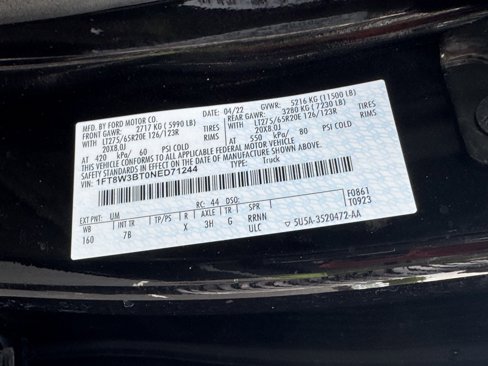 MFD. BY FORD MOTOR CO. DATE: 04/22 GVWR: 5216 KG (11500 LB)
FRONT GAWR: 2717 KG (5990 LB) REAR GAWR: 3280 KG (7230 LB)
LT275/65R20E 126/123R TIRES LT275/65R20E 126/123R TIRES
20X8.0J RIMS 20X8.0J RIMS
AT 420 kPa/ 60 PSI COLD AT 550 kPa/ 80 PSI COLD
THIS VEHICLE CONFORMS TO ALL APPLICABLE FEDERAL MOTOR VEHICLE
SAFETY STANDARDS IN EFFECT ON THE DATE OF MANUFACTURE SHOWN ABOVE.
VIN: 1FT8W3BT0NED71244 TYPE: Truck
F0861
T0923
EXT PNT: UM RC: 44 DSO:
WB INT TR TP/PS R AXLE TR SPR
160 7B X 3H G RRNN
ULC 5U5A-3520472-AA